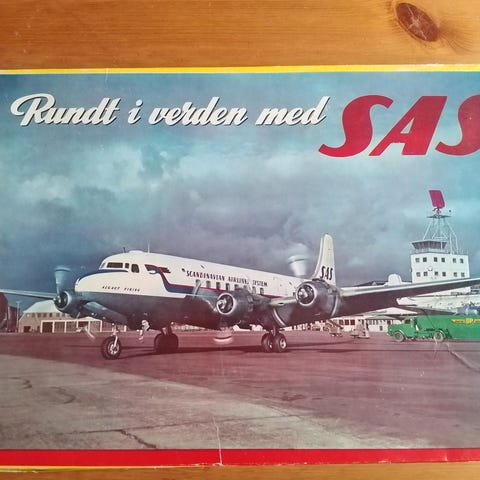 Rundt i verden med SAS
SCANDINAVIAN AIRLINES SYSTEM
SAS